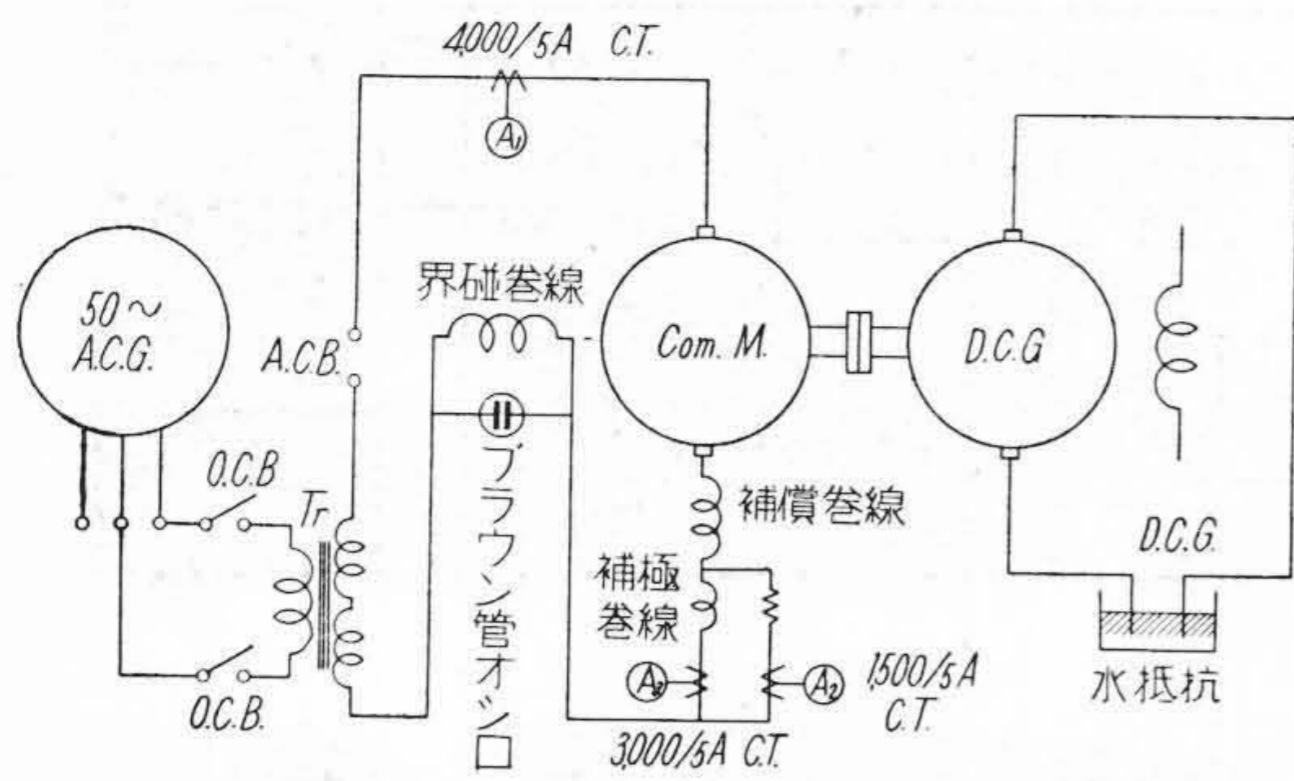 4,000/5A C.T.
A1
50～
A.C.G.
A.C.B.
界磁巻線
Com. M.
D.C.G
O.C.B
Tr
ブラウン管オシロ
補償巻線
補極
巻線
D.C.G.
A2
1,500/5A
C.T.
O.C.B.
3,000/5A C.T.
水抵抗